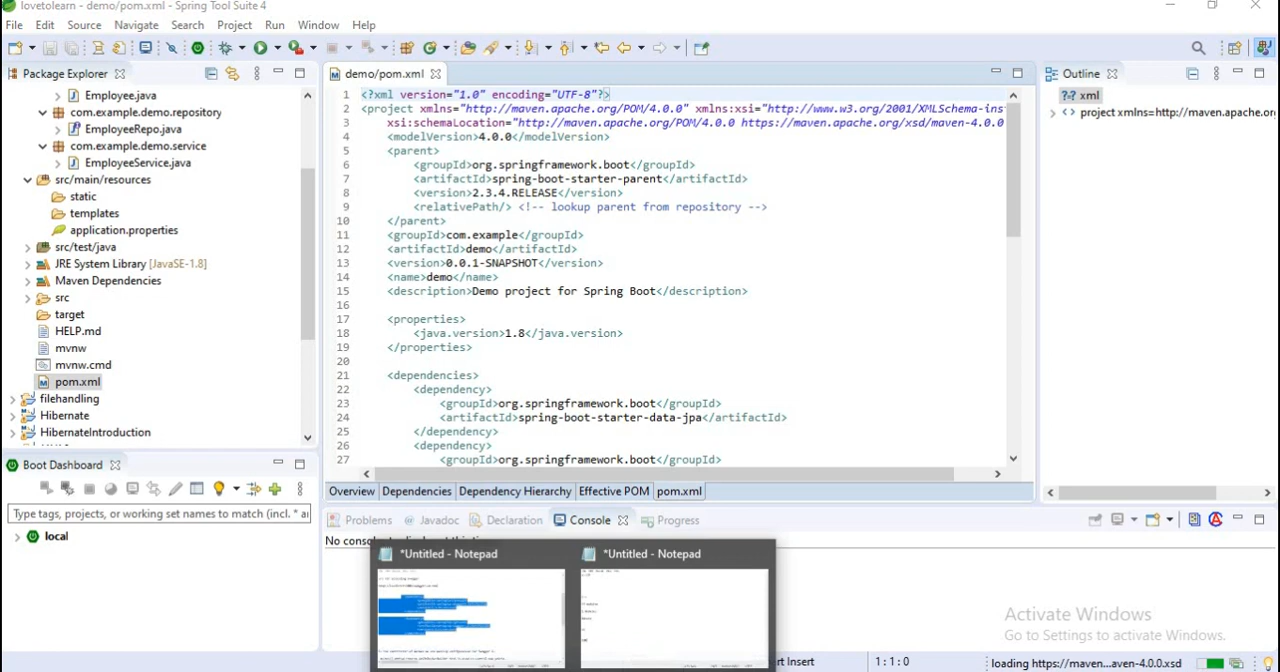 lovetolearn - demo/pom.xml - Spring Tool Suite 4
File Edit Source Navigate Search Project Run Window Help
Package Explorer
Employee.java
com.example.demo.repository
EmployeeRepo.java
com.example.demo.service
EmployeeService.java
src/main/resources
static
templates
application.properties
src/test/java
JRE System Library [JavaSE-1.8]
Maven Dependencies
src
target
HELP.md
mvnw
mvnw.cmd
pom.xml
filehandling
Hibernate
HibernateIntroduction
Boot Dashboard
Type tags, projects, or working set names to match (incl. * a
local
demo/pom.xml
1 <?xml version="1.0" encoding="UTF-8"?>
2 <project xmlns="http://maven.apache.org/POM/4.0.0" xmlns:xsi="http://www.w3.org/2001/XMLSchema-ins
3 xsi:schemaLocation="http://maven.apache.org/POM/4.0.0 https://maven.apache.org/xsd/maven-4.0.0
4 <modelVersion>4.0.0</modelVersion>
5 <parent>
6 <groupId>org.springframework.boot</groupId>
7 <artifactId>spring-boot-starter-parent</artifactId>
8 <version>2.3.4.RELEASE</version>
9 <relativePath/> <!-- lookup parent from repository -->
10 </parent>
11 <groupId>com.example</groupId>
12 <artifactId>demo</artifactId>
13 <version>0.0.1-SNAPSHOT</version>
14 <name>demo</name>
15 <description>Demo project for Spring Boot</description>
16
17 <properties>
18 <java.version>1.8</java.version>
19 </properties>
20
21 <dependencies>
22 <dependency>
23 <groupId>org.springframework.boot</groupId>
24 <artifactId>spring-boot-starter-data-jpa</artifactId>
25 </dependency>
26 <dependency>
27 <groupId>org.springframework.boot</groupId>
Overview Dependencies Dependency Hierarchy Effective POM pom.xml
Outline
?-? xml
project xmlns=http://maven.apache.org
Problems Javadoc Declaration Console Progress
*Untitled - Notepad
*Untitled - Notepad
Activate Windows
Go to Settings to activate Windows.
Insert
1 : 1 : 0
loading https://maven...aven-4.0.0.xsd